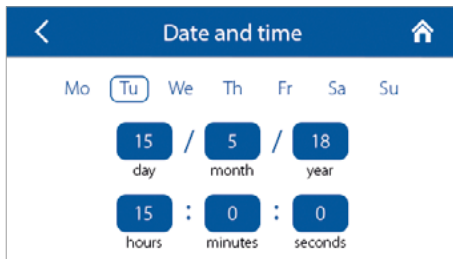 Date and time
Mo Tu We Th Fr Sa Su
15 / 5 / 18
day month year
15 : 0 : 0
hours minutes seconds